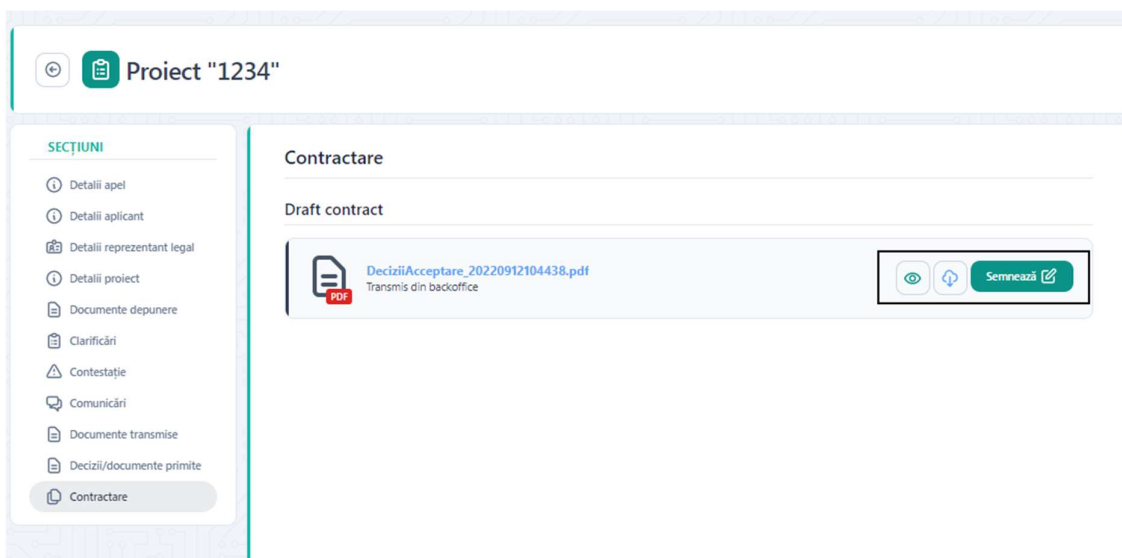 Proiect "1234"
SECȚIUNI
Detalii apel
Detalii aplicant
Detalii reprezentant legal
Detalii proiect
Documente depunere
Clarificări
Contestație
Comunicări
Documente transmise
Decizii/documente primite
Contractare
Contractare
Draft contract
PDF
DeciziiAcceptare_20220912104438.pdf
Transmis din backoffice
Semnează